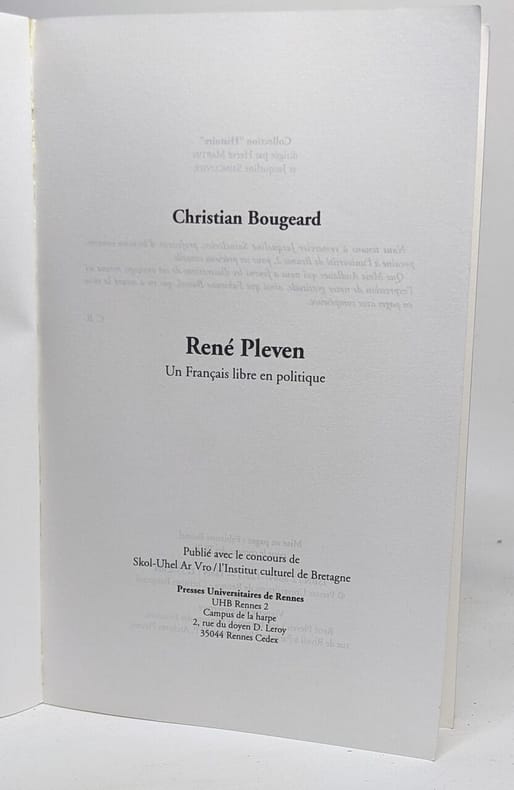 Christian Bougeard
René Pleven
Un Français libre en politique
Publié avec le concours de
Skol-Uhel Ar Vro / l'Institut culturel de Bretagne
Presses Universitaires de Rennes
UHB Rennes 2
Campus de la harpe
2, rue du doyen D. Leroy
35044 Rennes Cedex